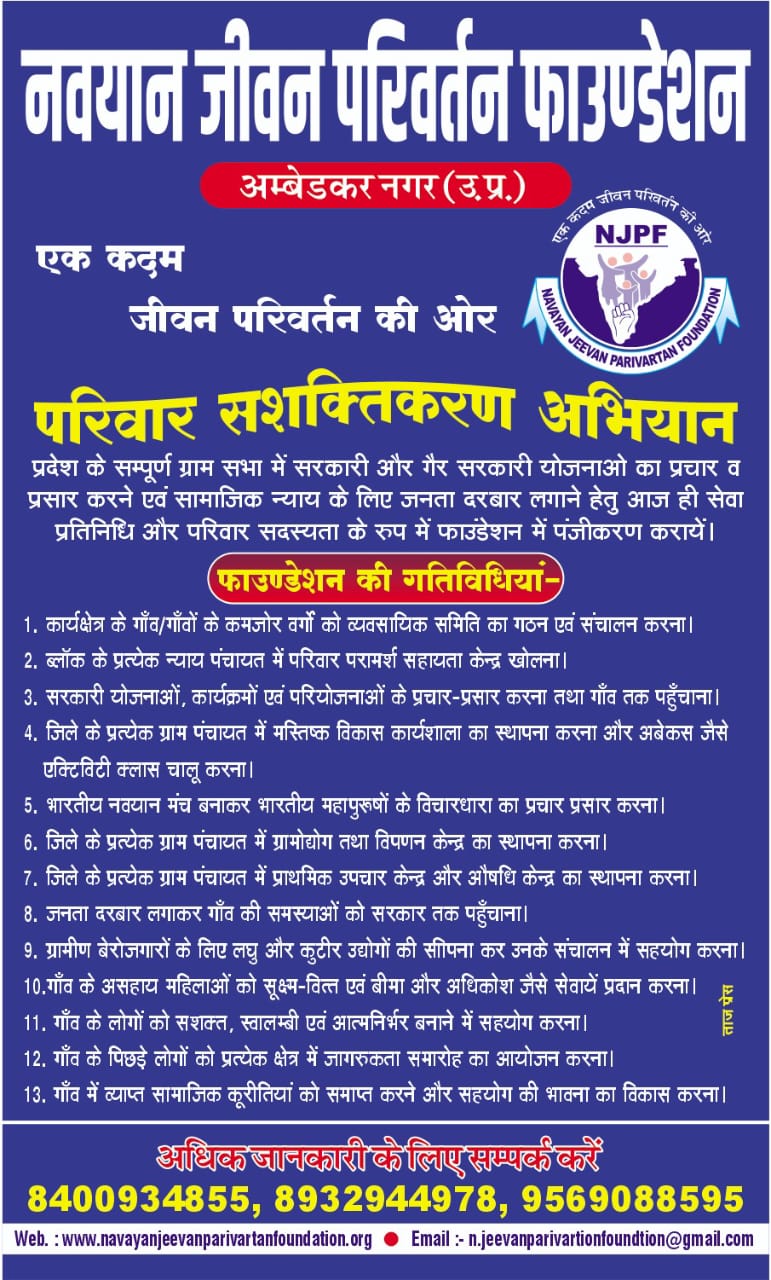 नवयान जीवन परिवर्तन फाउण्डेशन
अम्बेडकर नगर (उ.प्र.)
एक कदम
जीवन परिवर्तन की ओर
एक कदम जीवन परिवर्तन की ओर
NJPF
NAVAYAN JEEVAN PARIVARTAN FOUNDATION
परिवार सशक्तिकरण अभियान
प्रदेश के सम्पूर्ण ग्राम सभा में सरकारी और गैर सरकारी योजनाओ का प्रचार व
प्रसार करने एवं सामाजिक न्याय के लिए जनता दरबार लगाने हेतु आज ही सेवा
प्रतिनिधि और परिवार सदस्यता के रुप में फाउंडेशन में पंजीकरण करायें।
फाउण्डेशन की गतिविधियां-
1. कार्यक्षेत्र के गाँव/गाँवों के कमजोर वर्गों को व्यवसायिक समिति का गठन एवं संचालन करना।
2. ब्लॉक के प्रत्येक न्याय पंचायत में परिवार परामर्श सहायता केन्द्र खोलना।
3. सरकारी योजनाओं, कार्यक्रमों एवं परियोजनाओं के प्रचार-प्रसार करना तथा गाँव तक पहुँचाना।
4. जिले के प्रत्येक ग्राम पंचायत में मस्तिष्क विकास कार्यशाला का स्थापना करना और अबेकस जैसे
एक्टिविटी क्लास चालू करना।
5. भारतीय नवयान मंच बनाकर भारतीय महापुरूषों के विचारधारा का प्रचार प्रसार करना।
6. जिले के प्रत्येक ग्राम पंचायत में ग्रामोद्योग तथा विपणन केन्द्र का स्थापना करना।
7. जिले के प्रत्येक ग्राम पंचायत में प्राथमिक उपचार केन्द्र और औषधि केन्द्र का स्थापना करना।
8. जनता दरबार लगाकर गाँव की समस्याओं को सरकार तक पहुँचाना।
9. ग्रामीण बेरोजगारों के लिए लघु और कुटीर उद्योगों की सीापना कर उनके संचालन में सहयोग करना।
10.गाँव के असहाय महिलाओं को सूक्ष्म-वित्त एवं बीमा और अधिकोश जैसे सेवायें प्रदान करना।
11. गाँव के लोगों को सशक्त, स्वालम्बी एवं आत्मनिर्भर बनाने में सहयोग करना।
12. गाँव के पिछड़े लोगों को प्रत्येक क्षेत्र में जागरुकता समारोह का आयोजन करना।
13. गाँव में व्याप्त सामाजिक कूरीतियां को समाप्त करने और सहयोग की भावना का विकास करना।
ताज प्रेस
अधिक जानकारी के लिए सम्पर्क करें
8400934855, 8932944978, 9569088595
Web. : www.navayanjeevanparivartanfoundation.org ● Email :- n.jeevanparivartionfoundtion@gmail.com